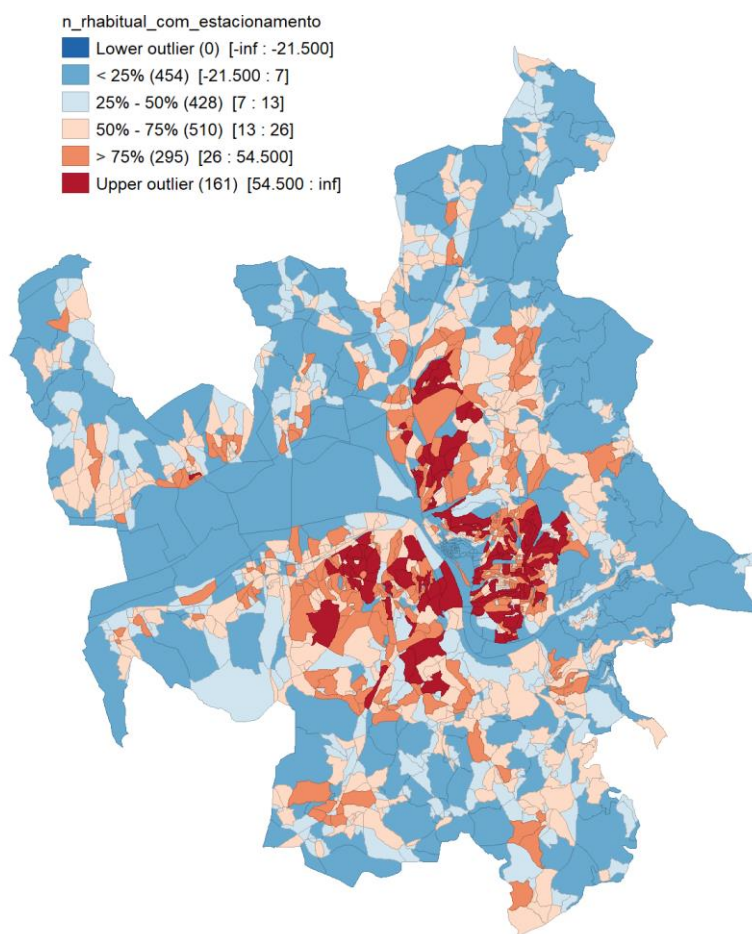 n_rhabitual_com_estacionamento
Lower outlier (0) [-inf : -21.500]
< 25% (454) [-21.500 : 7]
25% - 50% (428) [7 : 13]
50% - 75% (510) [13 : 26]
> 75% (295) [26 : 54.500]
Upper outlier (161) [54.500 : inf]